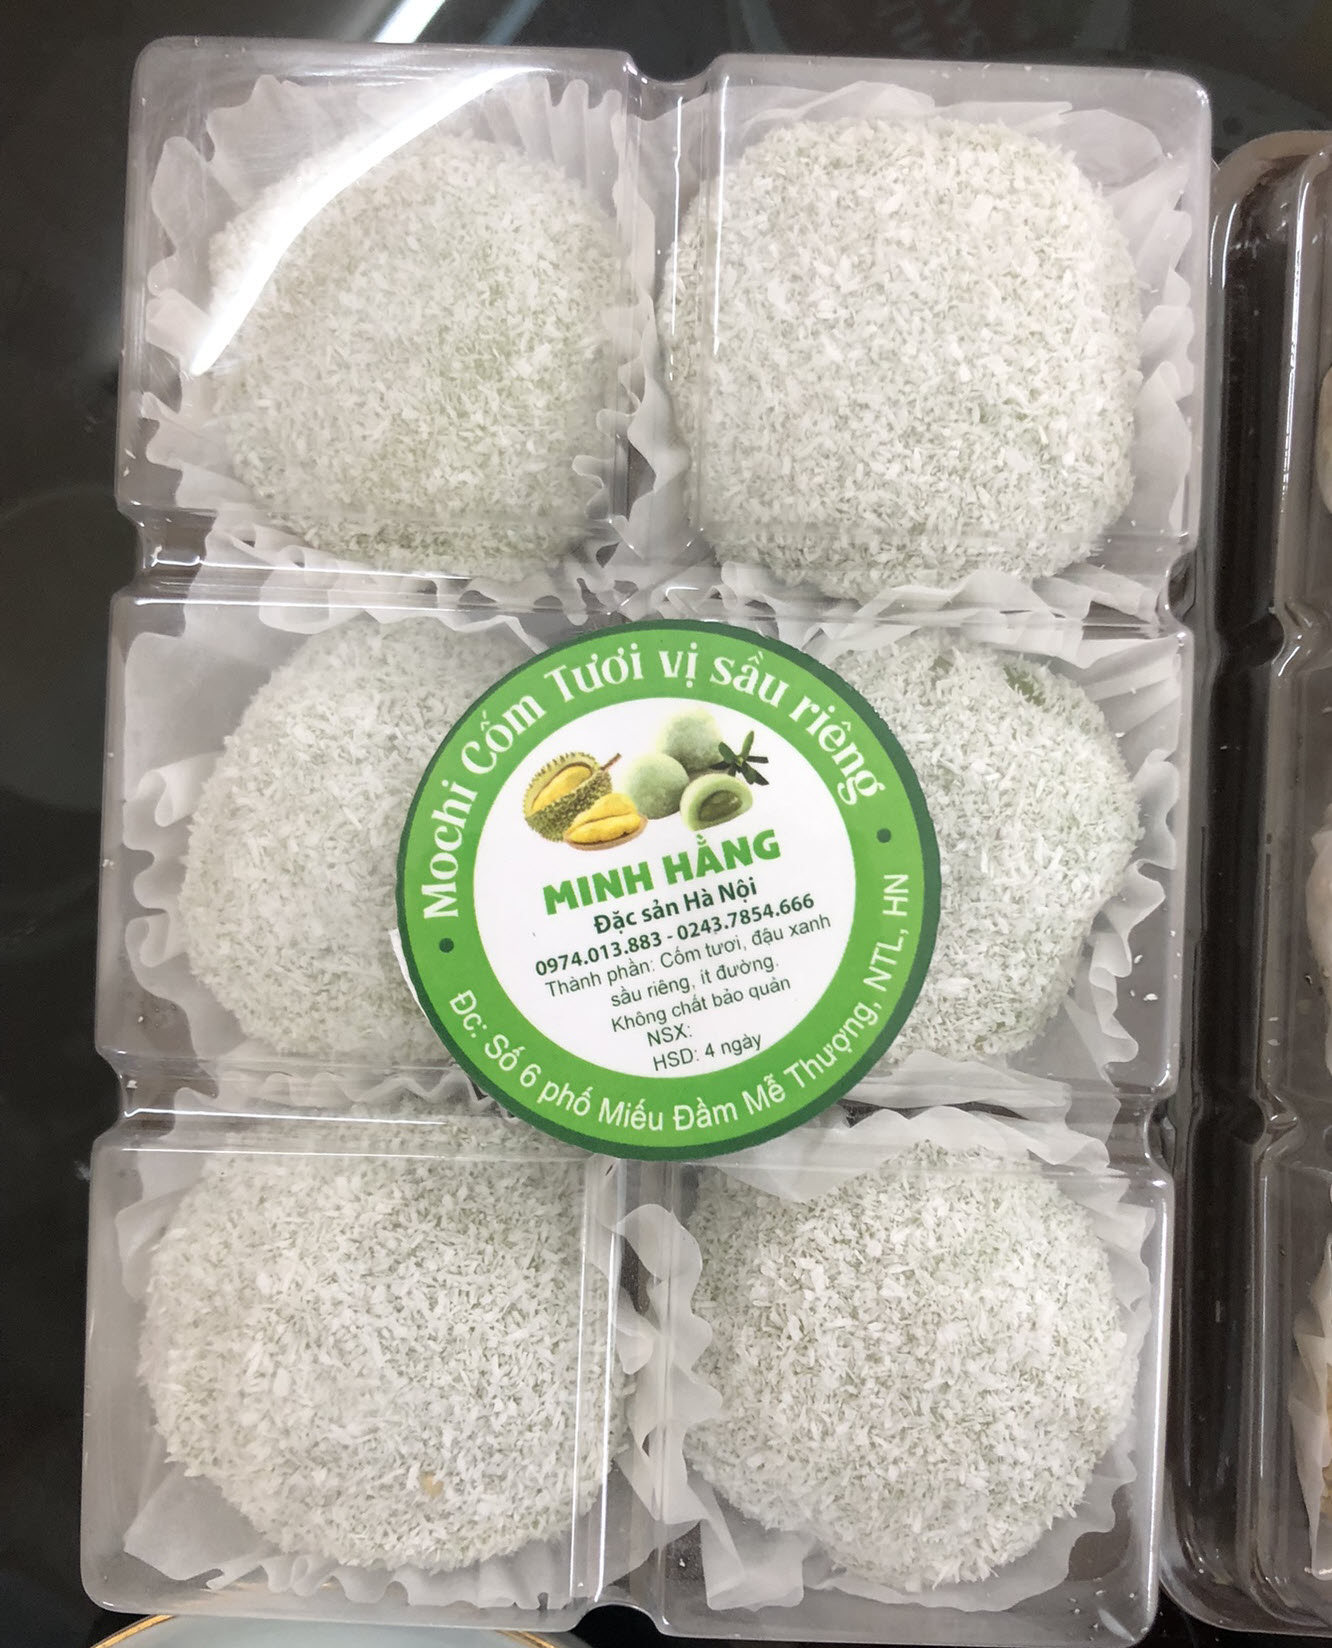 Mochi Cốm Tươi vị sầu riêng
MINH HẰNG
Đặc sản Hà Nội
0974.013.883 - 0243.7854.666
Thành phần: Cốm tươi, đậu xanh
sầu riêng, ít đường.
Không chất bảo quản
NSX:
HSD: 4 ngày
Đc: Số 6 phố Miếu Đầm Mễ Thượng, NTL, HN